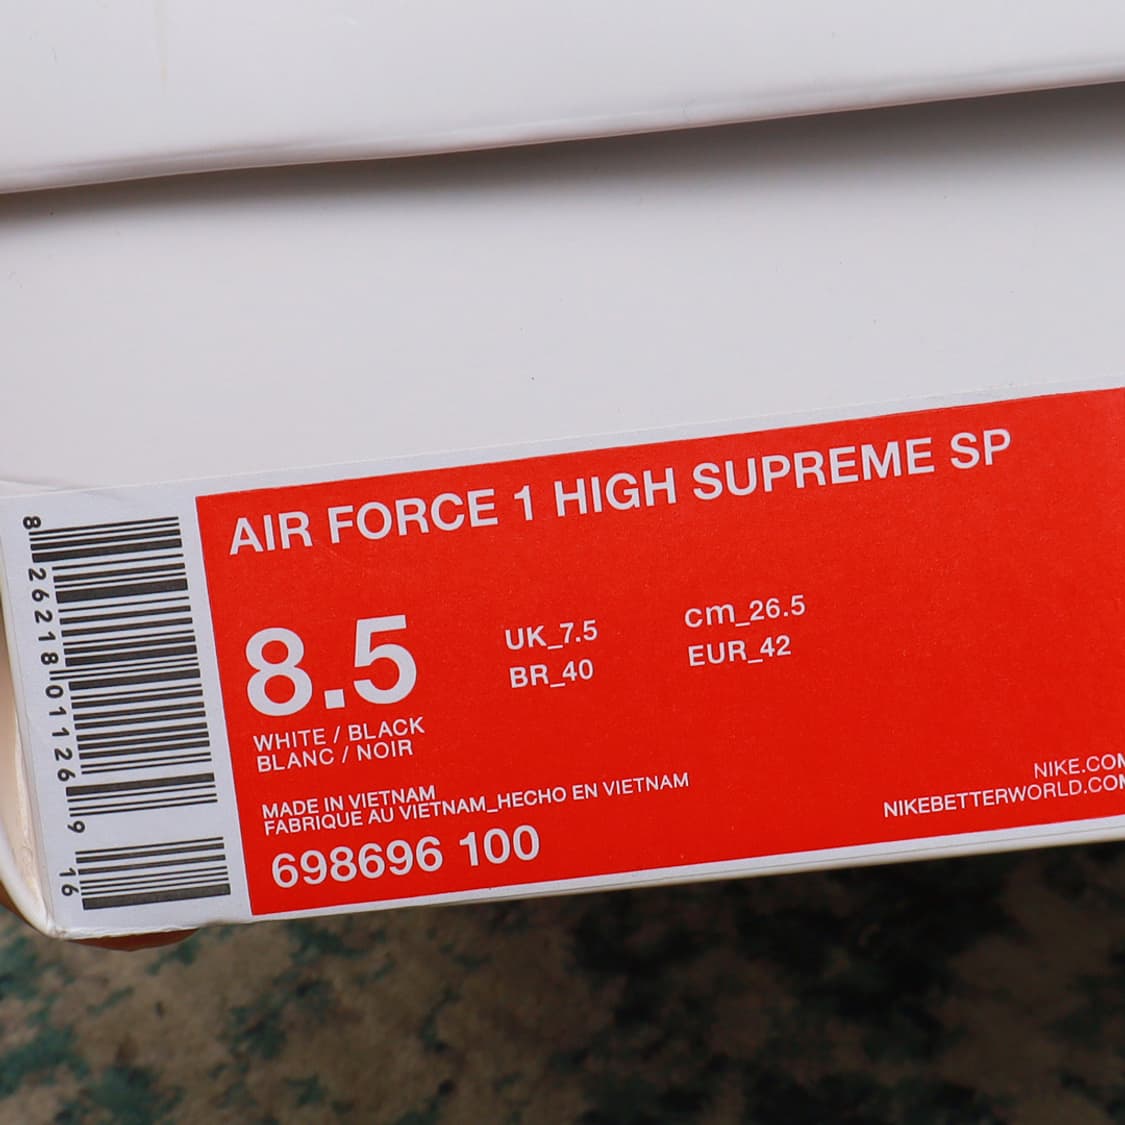 AIR FORCE 1 HIGH SUPREME SP
8.5
UK_7.5
BR_40
cm_26.5
EUR_42
WHITE / BLACK
BLANC / NOIR
MADE IN VIETNAM
FABRIQUE AU VIETNAM_HECHO EN VIETNAM
698696 100
NIKE.COM
NIKEBETTERWORLD.COM
8 26218 01126 9
16